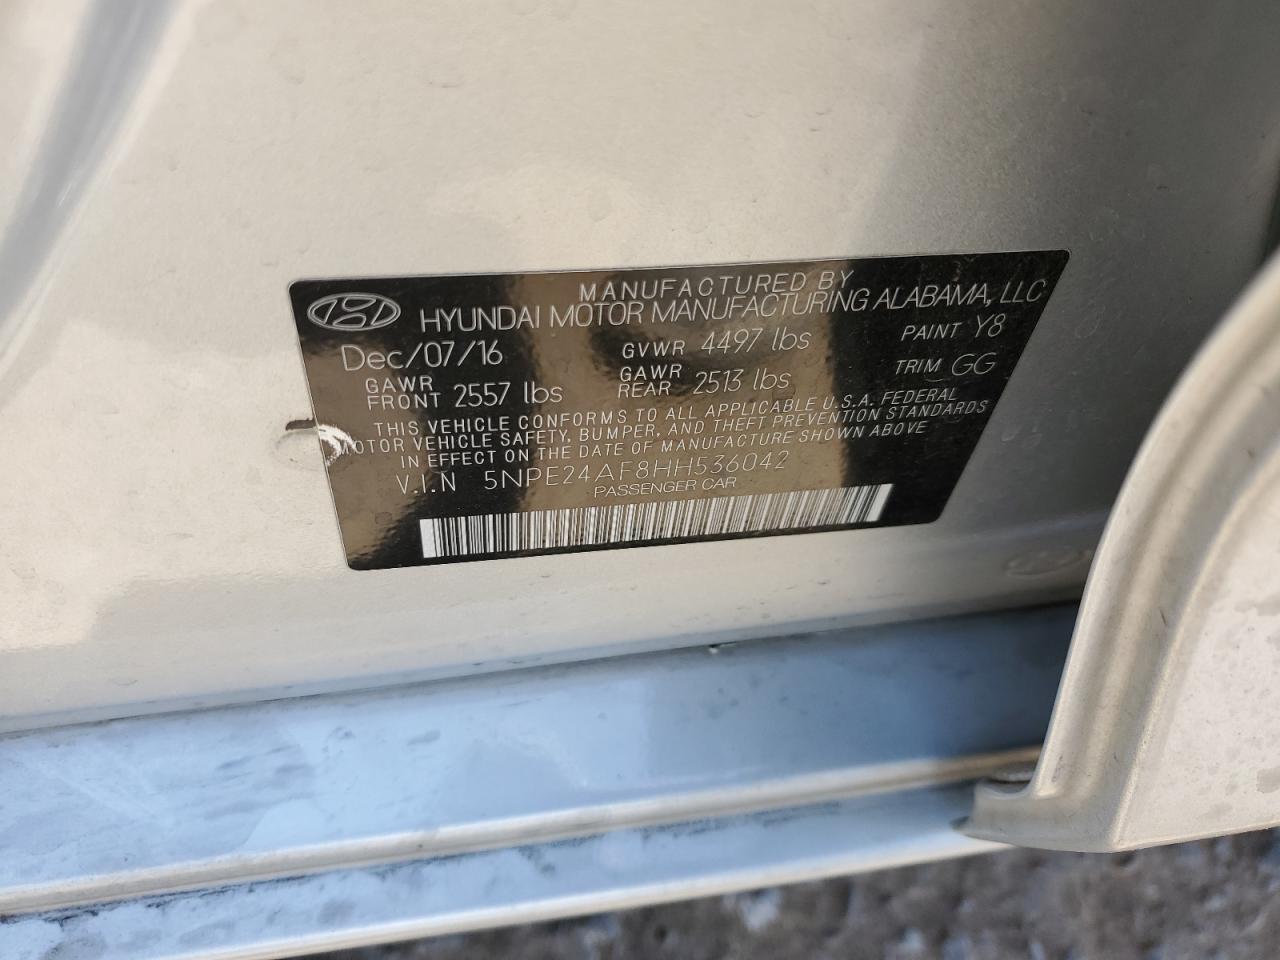 MANUFACTURED BY
HYUNDAI MOTOR MANUFACTURING ALABAMA, LLC
Dec/07/16 GVWR 4497 lbs PAINT Y8
GAWR FRONT 2557 lbs GAWR REAR 2513 lbs TRIM GG
THIS VEHICLE CONFORMS TO ALL APPLICABLE U.S.A. FEDERAL
MOTOR VEHICLE SAFETY, BUMPER, AND THEFT PREVENTION STANDARDS
IN EFFECT ON THE DATE OF MANUFACTURE SHOWN ABOVE
V.I.N 5NPE24AF8HH536042
PASSENGER CAR